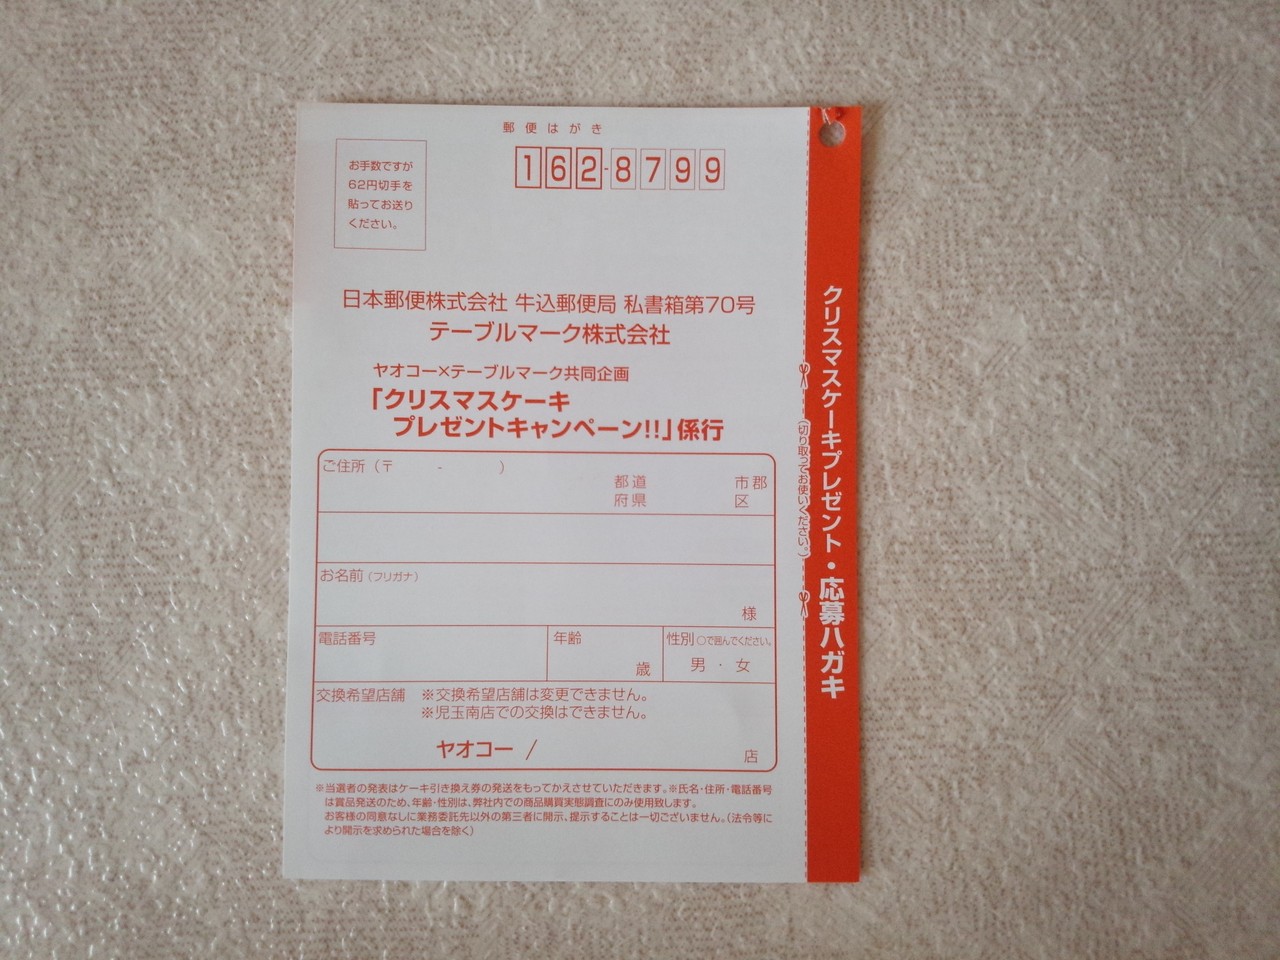 郵便はがき
お手数ですが
62円切手を
貼ってお送り
ください。
162-8799
日本郵便株式会社 牛込郵便局 私書箱第70号
テーブルマーク株式会社
ヤオコー×テーブルマーク共同企画
「クリスマスケーキ
プレゼントキャンペーン!!」係行
ご住所（〒　-　）
都道
府県
市郡
区
お名前（フリガナ）
様
電話番号
年齢
歳
性別○で囲んでください。
男・女
交換希望店舗 ※交換希望店舗は変更できません。
※児玉南店での交換はできません。
ヤオコー /
店
※当選者の発表はケーキ引き換え券の発送をもってかえさせていただきます。※氏名・住所・電話番号
は賞品発送のため、年齢・性別は、弊社内での商品購買実態調査にのみ使用致します。
お客様の同意なしに業務委託先以外の第三者に開示、提示することは一切ございません。（法令等に
より開示を求められた場合を除く）
（切り取ってお使いください。）
クリスマスケーキプレゼント・応募ハガキ